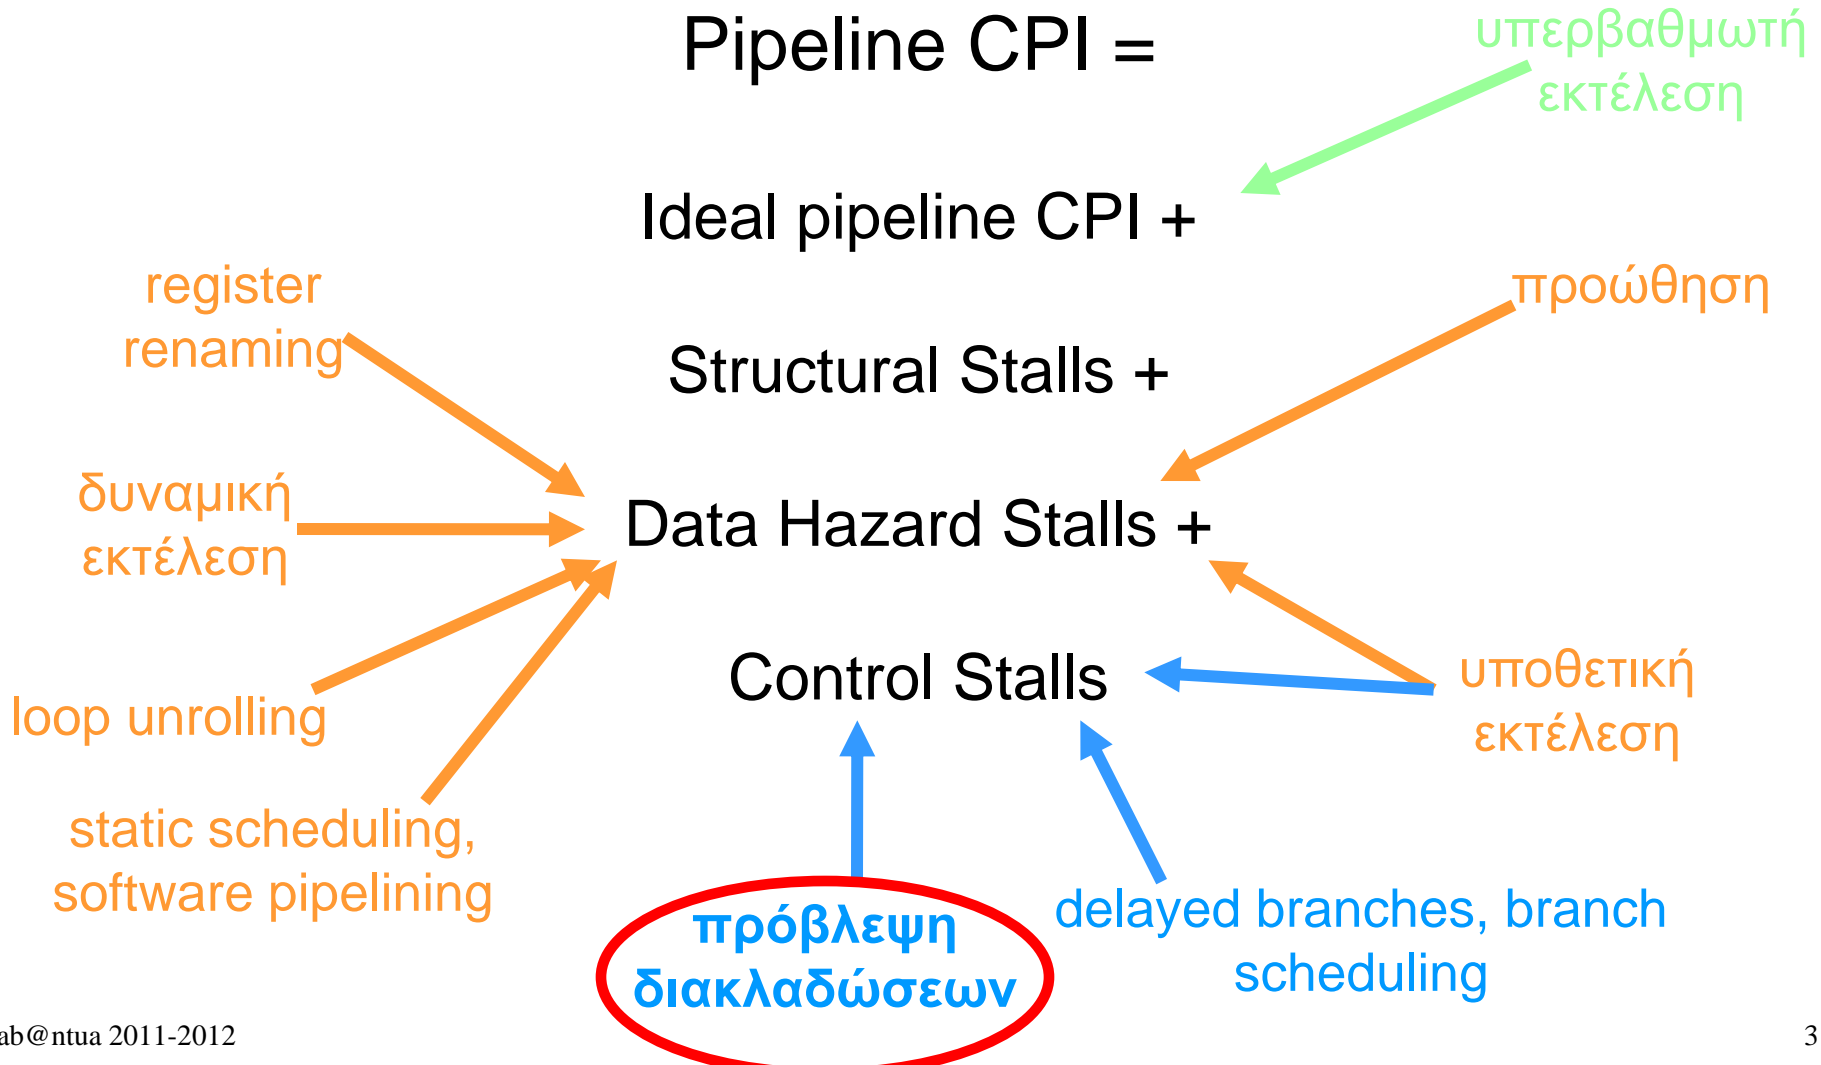 Pipeline CPI =
υπερβαθμωτή
εκτέλεση
Ideal pipeline CPI +
register
renaming
προώθηση
Structural Stalls +
δυναμική
εκτέλεση
Data Hazard Stalls +
loop unrolling
Control Stalls
υποθετική
εκτέλεση
static scheduling,
software pipelining
πρόβλεψη
διακλαδώσεων
delayed branches, branch
scheduling
ab@ntua 2011-2012
3